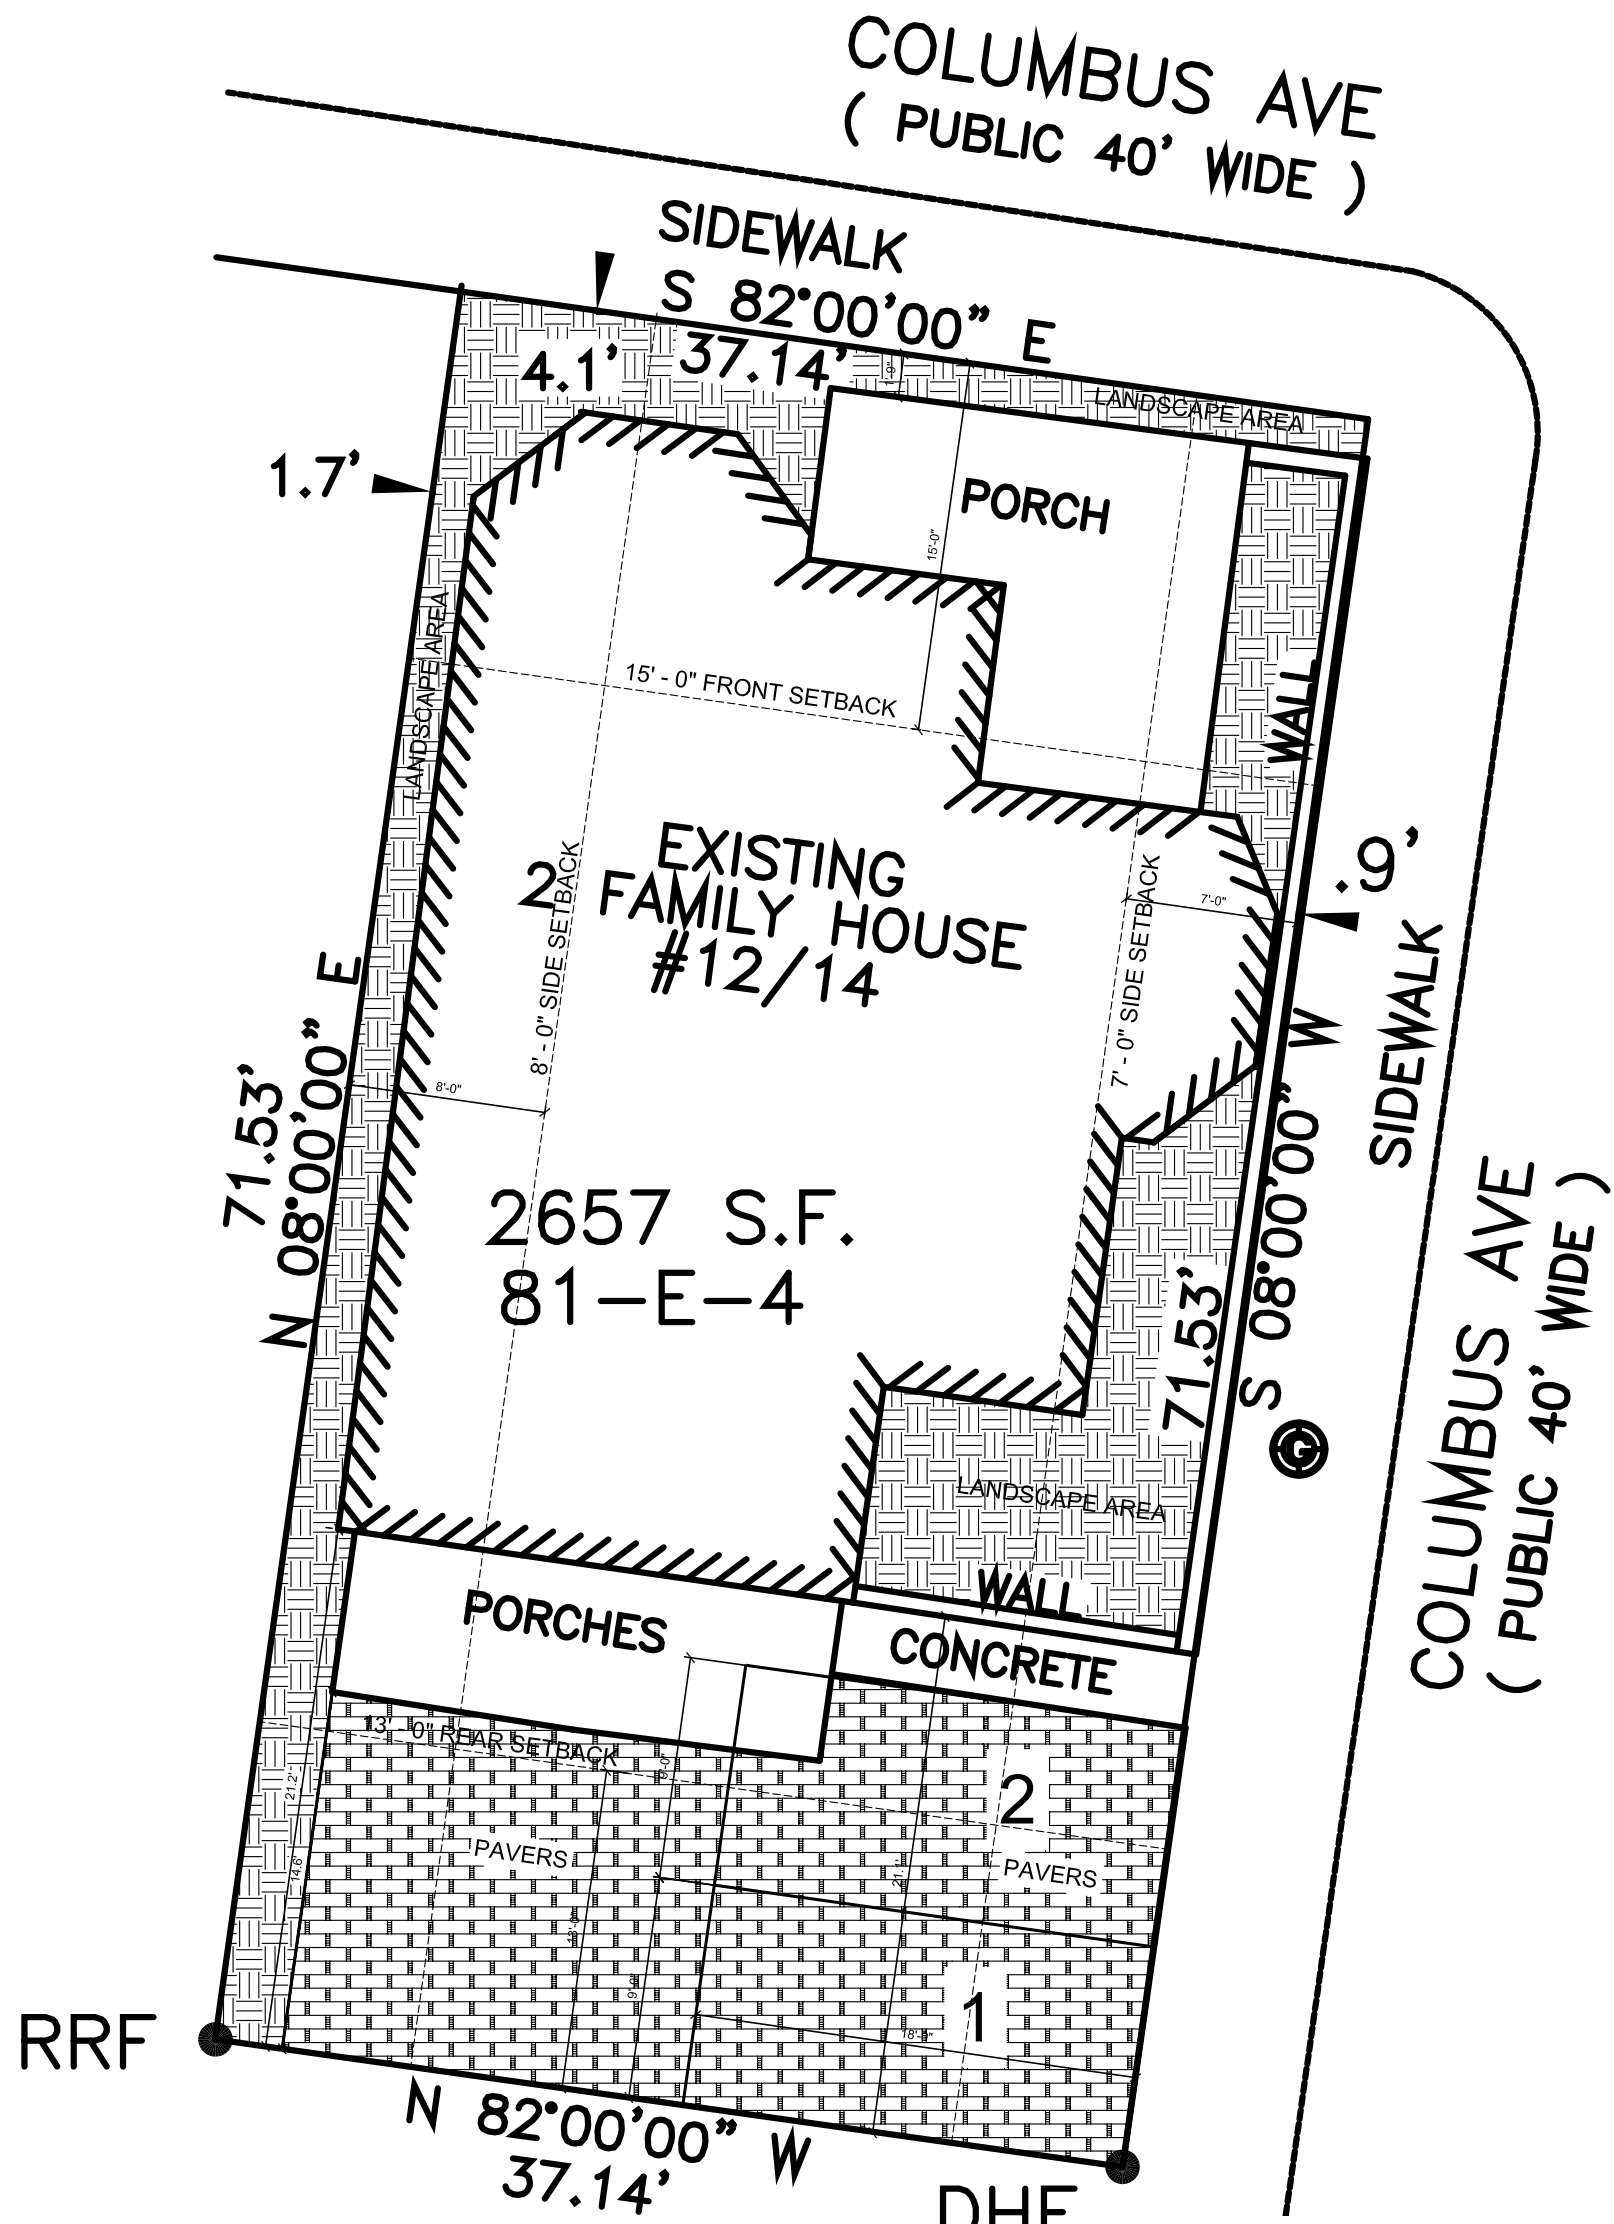 COLUMBUS AVE
( PUBLIC 40' WIDE )
SIDEWALK
S 82°00'00" E
37.14'
4.1'
1'-9"
LANDSCAPE AREA
1.7'
PORCH
15'-0"
LANDSCAPE AREA
15' - 0" FRONT SETBACK
WALL
EXISTING
2 FAMILY HOUSE
#12/14
8' - 0" SIDE SETBACK
7' - 0" SIDE SETBACK
7'-0"
.9'
SIDEWALK
8'-0"
71.53'
N 08°00'00" E
2657 S.F.
81-E-4
71.53'
S 08°00'00" W
G
COLUMBUS AVE
( PUBLIC 40' WIDE )
LANDSCAPE AREA
WALL
PORCHES
CONCRETE
13' - 0" REAR SETBACK
9'-0"
21.2'
14.6'
PAVERS
2
PAVERS
21.1'
13'-0"
9'-0"
1
18'-0"
RRF
N 82°00'00" W
37.14'
DHF